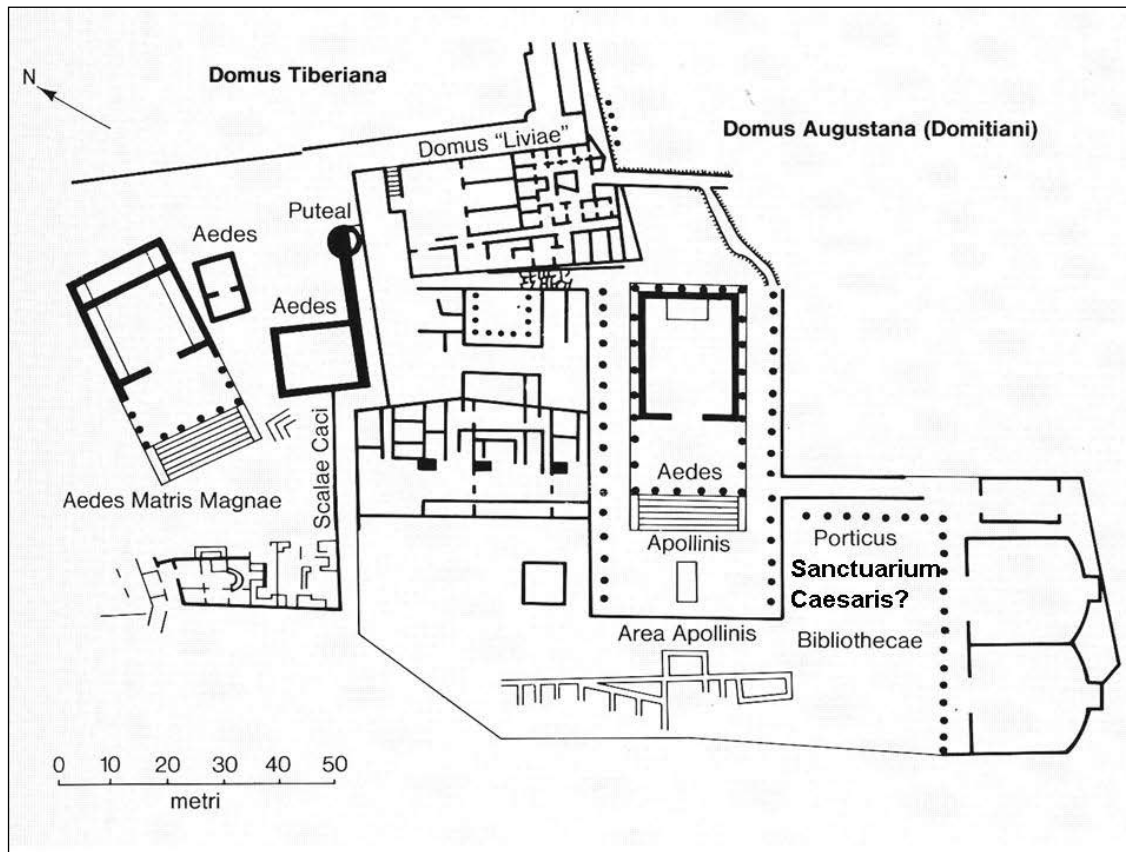 N
Domus Tiberiana
Domus "Liviae"
Domus Augustana (Domitiani)
Puteal
Aedes
Aedes
Scalae Caci
Aedes Matris Magnae
Aedes
Apollinis
Porticus
Sanctuarium
Caesaris?
Area Apollinis
Bibliothecae
0 10 20 30 40 50
metri